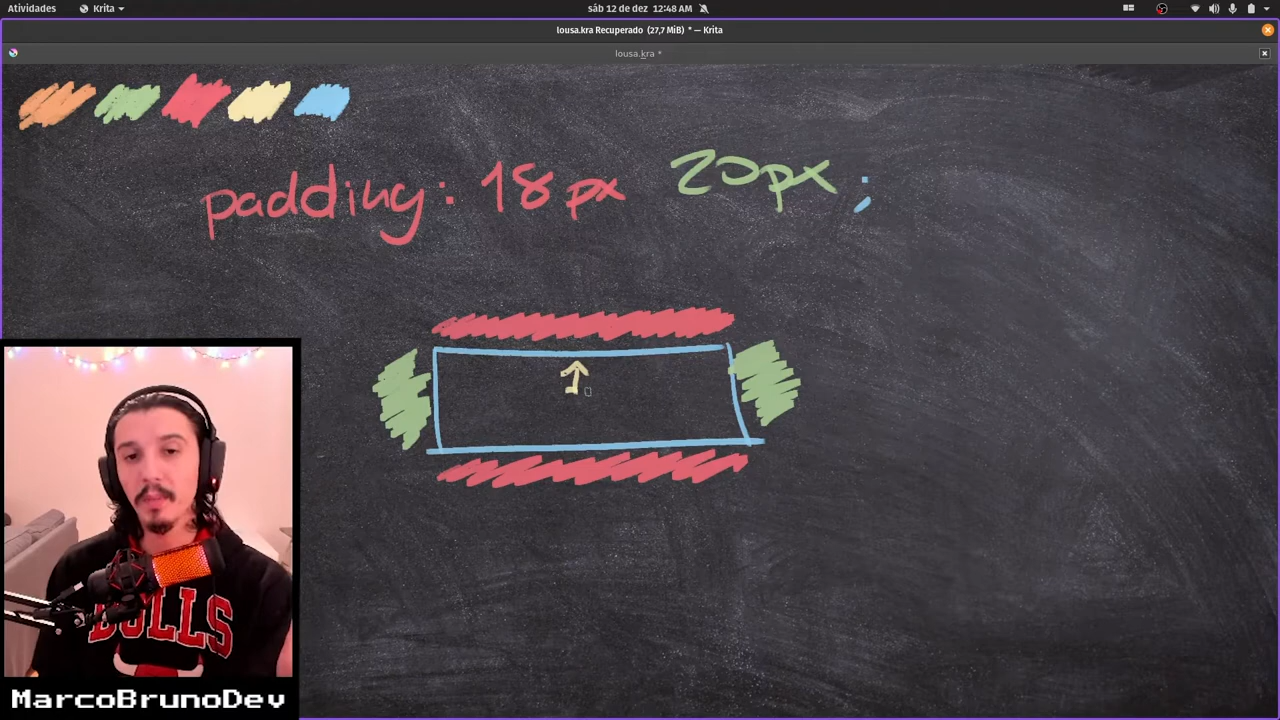 Atividades Krita sáb 12 de dez 12:48 AM
lousa.kra Recuperado (27,7 MiB) * — Krita
lousa.kra *
padding: 18px 20px ;
BULLS
MarcoBrunoDev